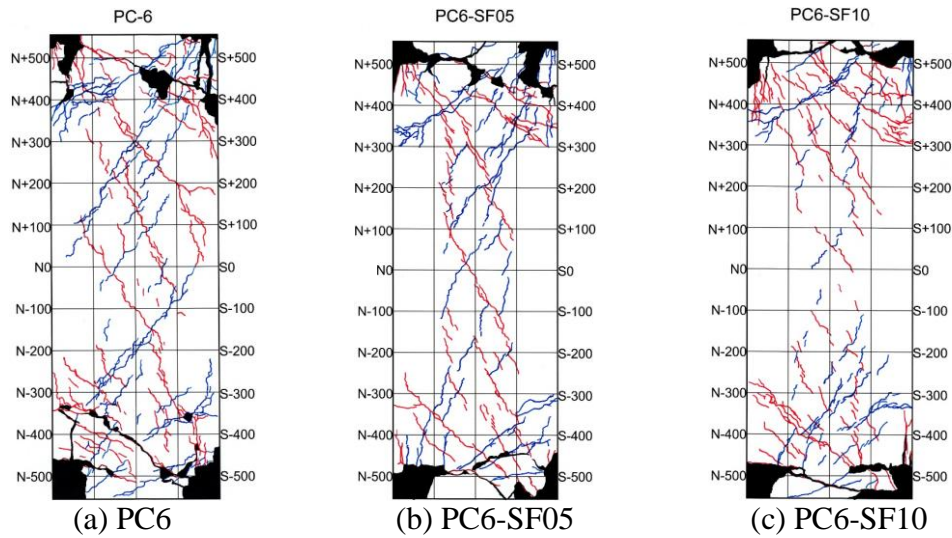 PC-6
PC6-SF05
PC6-SF10
N+500 S+500
N+400 S+400
N+300 S+300
N+200 S+200
N+100 S+100
N0 S0
N-100 S-100
N-200 S-200
N-300 S-300
N-400 S-400
N-500 S-500
N+500 S+500
N+400 S+400
N+300 S+300
N+200 S+200
N+100 S+100
N0 S0
N-100 S-100
N-200 S-200
N-300 S-300
N-400 S-400
N-500 S-500
N+500 S+500
N+400 S+400
N+300 S+300
N+200 S+200
N+100 S+100
N0 S0
N-100 S-100
N-200 S-200
N-300 S-300
N-400 S-400
N-500 S-500
(a) PC6
(b) PC6-SF05
(c) PC6-SF10